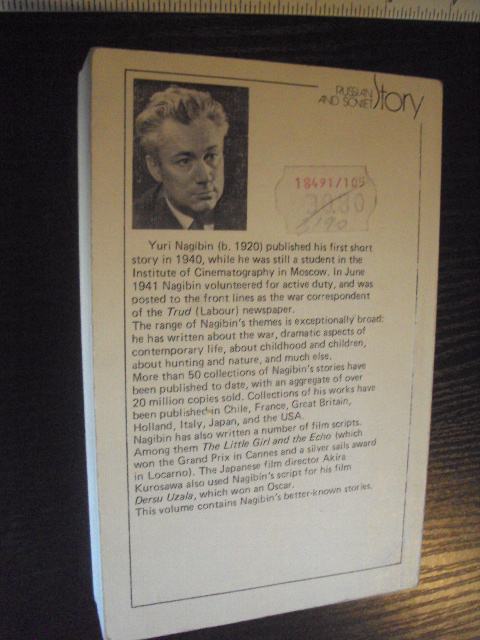 RUSSIAN
AND SOVIET Story
18491/105
Yuri Nagibin (b. 1920) published his first short
story in 1940, while he was still a student in the
Institute of Cinematography in Moscow. In June
1941 Nagibin volunteered for active duty, and was
posted to the front lines as the war correspondent
of the Trud (Labour) newspaper.
The range of Nagibin's themes is exceptionally broad:
he has written about the war, dramatic aspects of
contemporary life, about childhood and children,
about hunting and nature, and much else.
More than 50 collections of Nagibin's stories have
been published to date, with an aggregate of over
20 million copies sold. Collections of his works have
been published in Chile, France, Great Britain,
Holland, Italy, Japan, and the USA.
Nagibin has also written a number of film scripts.
Among them The Little Girl and the Echo (which
won the Grand Prix in Cannes and a silver sails award
in Locarno). The Japanese film director Akira
Kurosawa also used Nagibin's script for his film
Dersu Uzala, which won an Oscar.
This volume contains Nagibin's better-known stories.